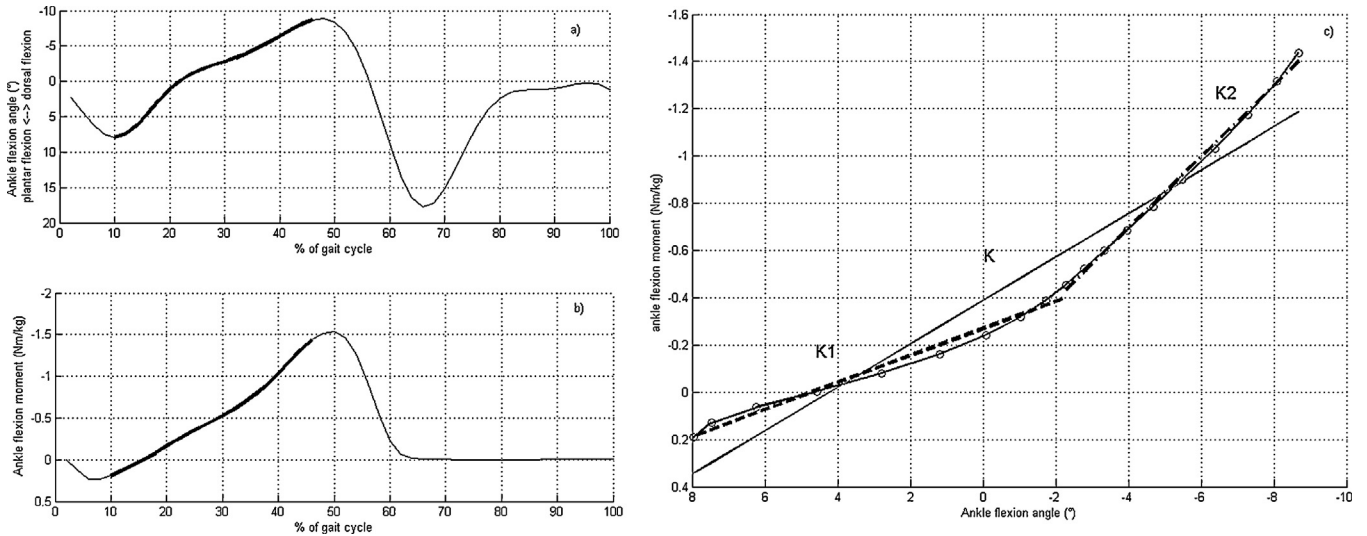 a)
-10
-5
0
5
10
15
20
0 10 20 30 40 50 60 70 80 90 100
% of gait cycle
Ankle flexion angle (°)
plantar flexion <--> dorsal flexion
b)
-2
-1.5
-1
-0.5
0
0.5
0 10 20 30 40 50 60 70 80 90 100
% of gait cycle
Ankle flexion moment (Nm/kg)
c)
-1.6
-1.4
-1.2
-1
-0.8
-0.6
-0.4
-0.2
0
0.2
0.4
8 6 4 2 0 -2 -4 -6 -8 -10
Ankle flexion angle (°)
ankle flexion moment (Nm/kg)
K2
K
K1